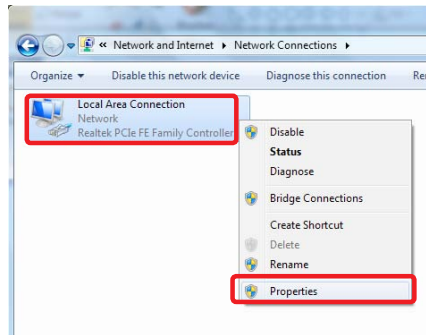 « Network and Internet ▸ Network Connections ▸
Organize ▾ Disable this network device Diagnose this connection
Local Area Connection
Network
Realtek PCIe FE Family Controller
Disable
Status
Diagnose
Bridge Connections
Create Shortcut
Delete
Rename
Properties